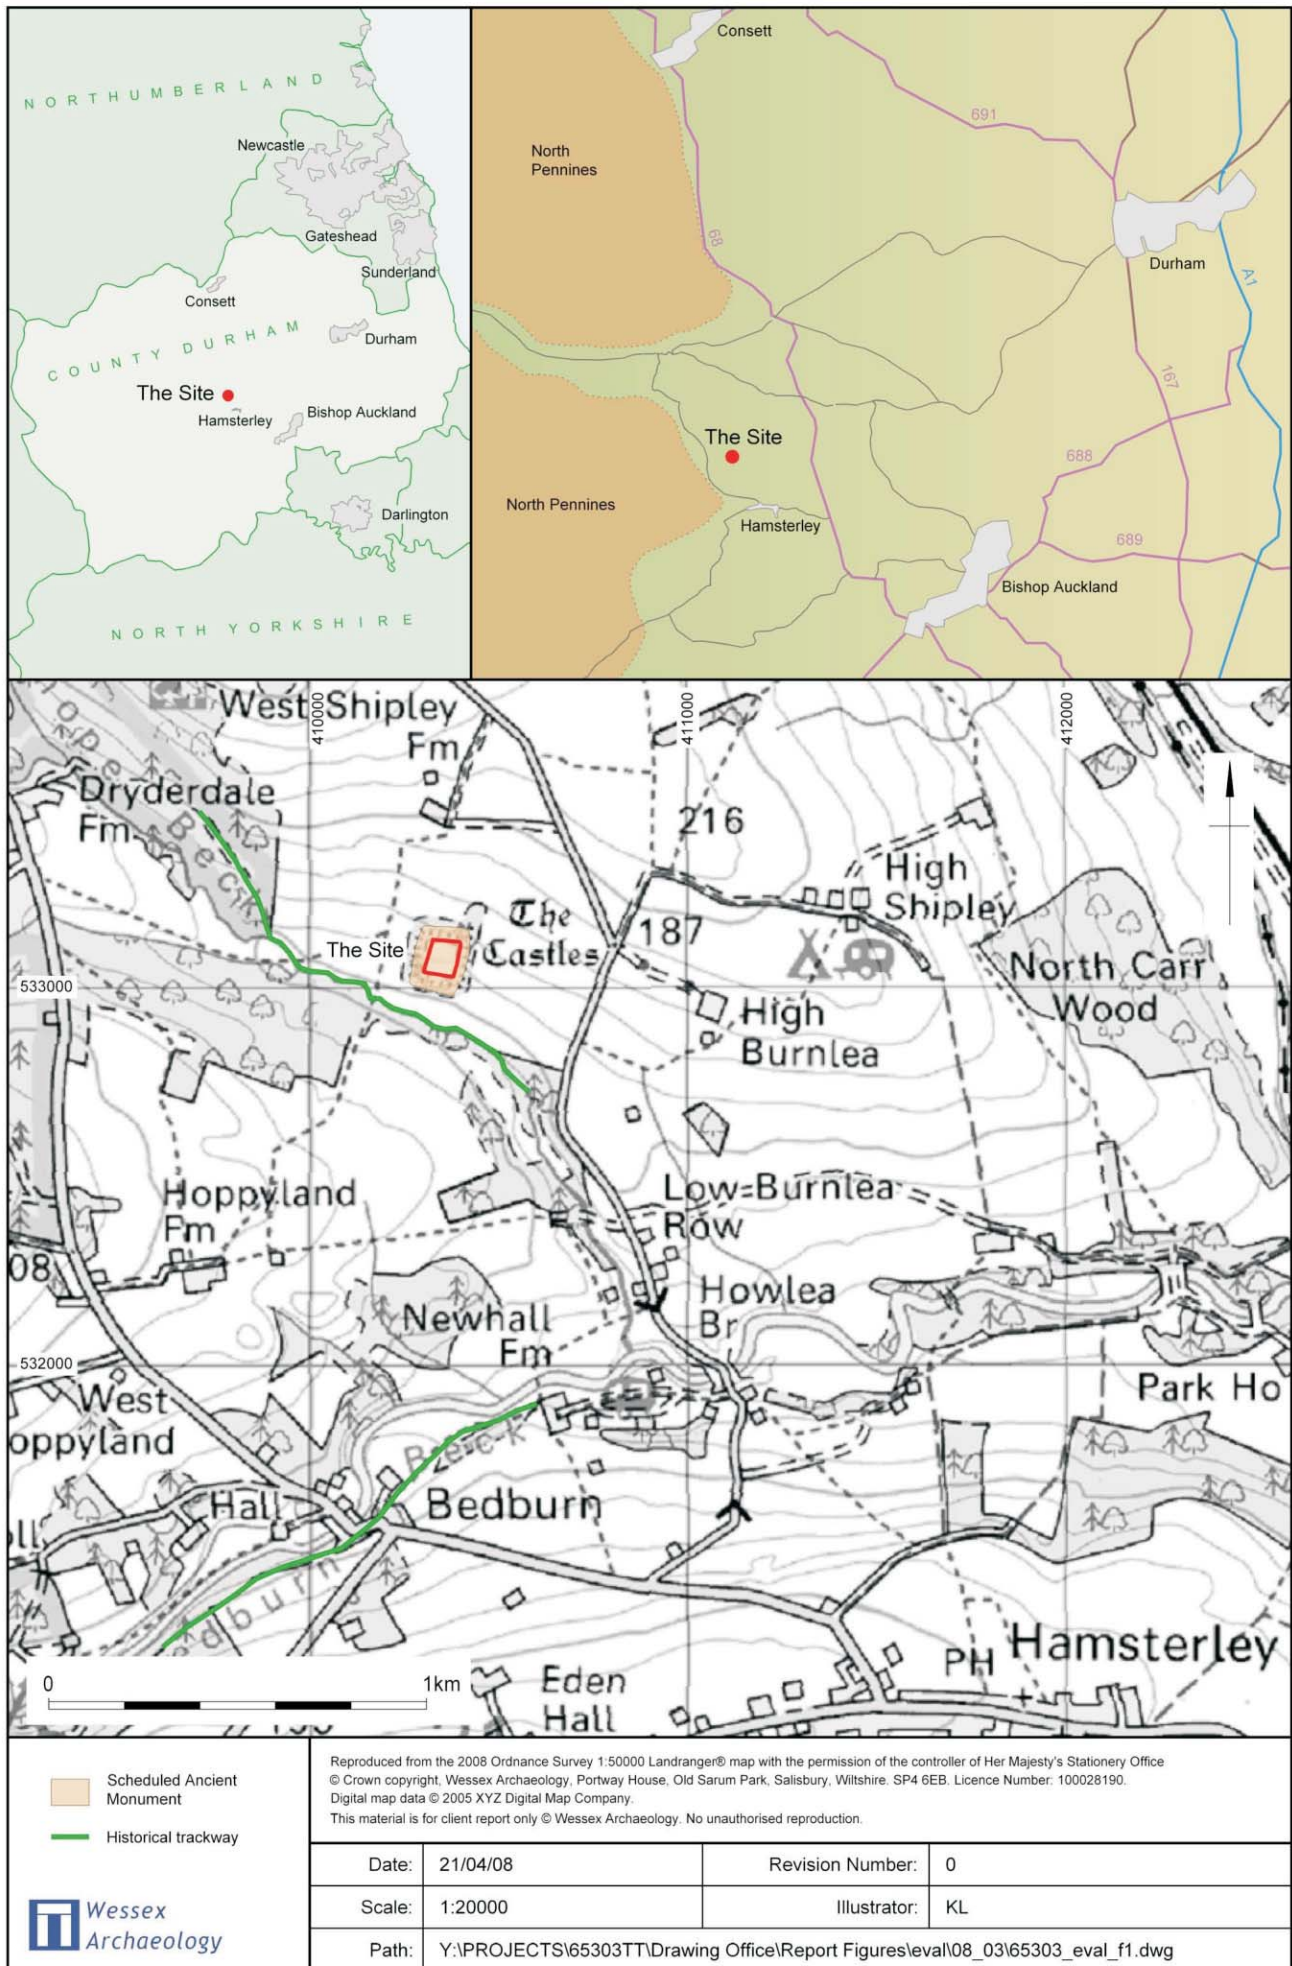 NORTHUMBERLAND
Newcastle
Gateshead
Sunderland
Consett
COUNTY DURHAM
Durham
The Site
Hamsterley
Bishop Auckland
Darlington
NORTH YORKSHIRE
Consett
691
North
Pennines
68
Durham
A1
167
The Site
688
North Pennines
Hamsterley
689
Bishop Auckland
West Shipley
Fm
410000
411000
412000
Dryderdale
Fm
Beck
216
High
Shipley
The Site
The
Castles
187
North Carr
Wood
533000
High
Burnlea
Hoppyland
Fm
Low Burnlea
Row
08
Newhall
Fm
Howlea
Br
532000
West
oppyland
Park Ho
Beck
Hall
Bedburn
oll
edburn
Hamsterley
PH
0
1km
Eden
Hall
Scheduled Ancient
Monument
Historical trackway
Wessex
Archaeology
Reproduced from the 2008 Ordnance Survey 1:50000 Landranger® map with the permission of the controller of Her Majesty's Stationery Office
© Crown copyright, Wessex Archaeology, Portway House, Old Sarum Park, Salisbury, Wiltshire. SP4 6EB. Licence Number: 100028190.
Digital map data © 2005 XYZ Digital Map Company.
This material is for client report only © Wessex Archaeology. No unauthorised reproduction.
Date: 21/04/08 Revision Number: 0
Scale: 1:20000 Illustrator: KL
Path: Y:\PROJECTS\65303TT\Drawing Office\Report Figures\eval\08_03\65303_eval_f1.dwg